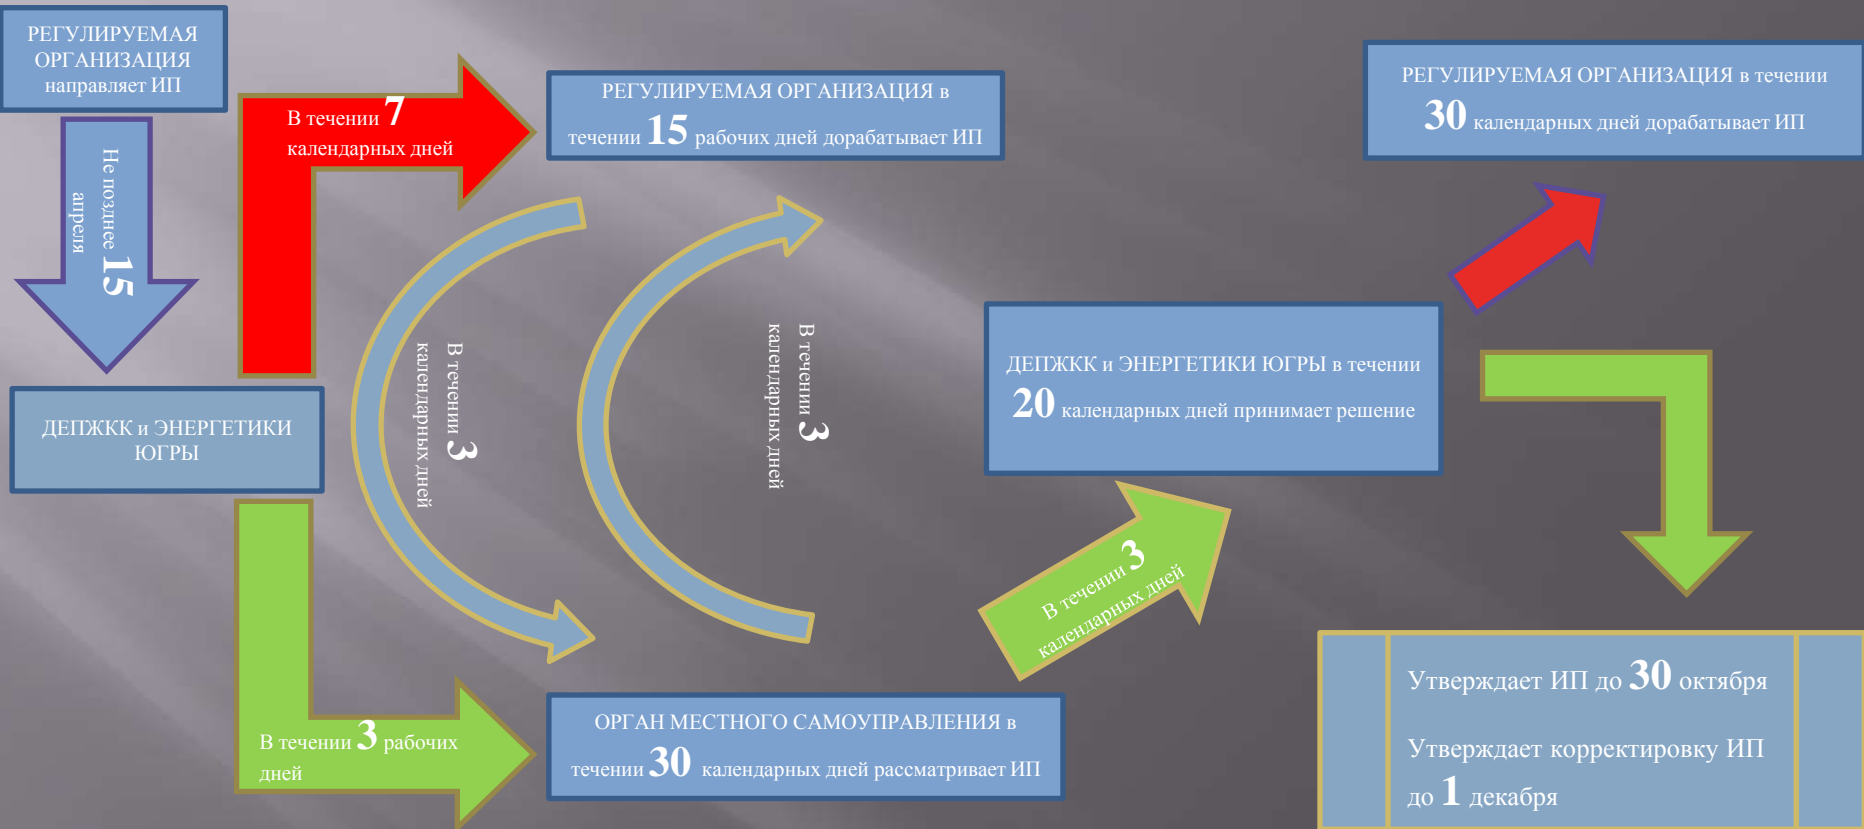 РЕГУЛИРУЕМАЯ
ОРГАНИЗАЦИЯ
направляет ИП
Не позднее 15
апреля
ДЕПЖКК и ЭНЕРГЕТИКИ
ЮГРЫ
В течении 7
календарных дней
РЕГУЛИРУЕМАЯ ОРГАНИЗАЦИЯ в
течении 15 рабочих дней дорабатывает ИП
В течении 3
календарных дней
В течении 3
календарных дней
В течении 3 рабочих
дней
ОРГАН МЕСТНОГО САМОУПРАВЛЕНИЯ в
течении 30 календарных дней рассматривает ИП
В течении 3
календарных дней
ДЕПЖКК и ЭНЕРГЕТИКИ ЮГРЫ в течении
20 календарных дней принимает решение
РЕГУЛИРУЕМАЯ ОРГАНИЗАЦИЯ в течении
30 календарных дней дорабатывает ИП
Утверждает ИП до 30 октября
Утверждает корректировку ИП
до 1 декабря